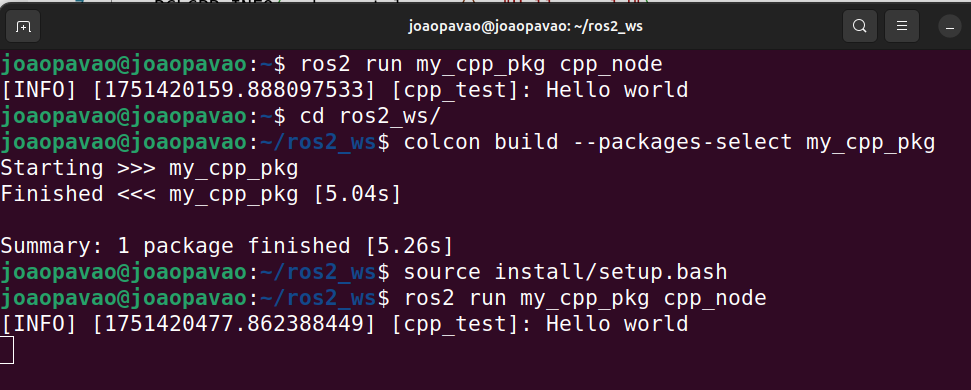 joaopavao@joaopavao: ~/ros2_ws
joaopavao@joaopavao:~$ ros2 run my_cpp_pkg cpp_node
[INFO] [1751420159.888097533] [cpp_test]: Hello world
joaopavao@joaopavao:~$ cd ros2_ws/
joaopavao@joaopavao:~/ros2_ws$ colcon build --packages-select my_cpp_pkg
Starting >>> my_cpp_pkg
Finished <<< my_cpp_pkg [5.04s]
Summary: 1 package finished [5.26s]
joaopavao@joaopavao:~/ros2_ws$ source install/setup.bash
joaopavao@joaopavao:~/ros2_ws$ ros2 run my_cpp_pkg cpp_node
[INFO] [1751420477.862388449] [cpp_test]: Hello world